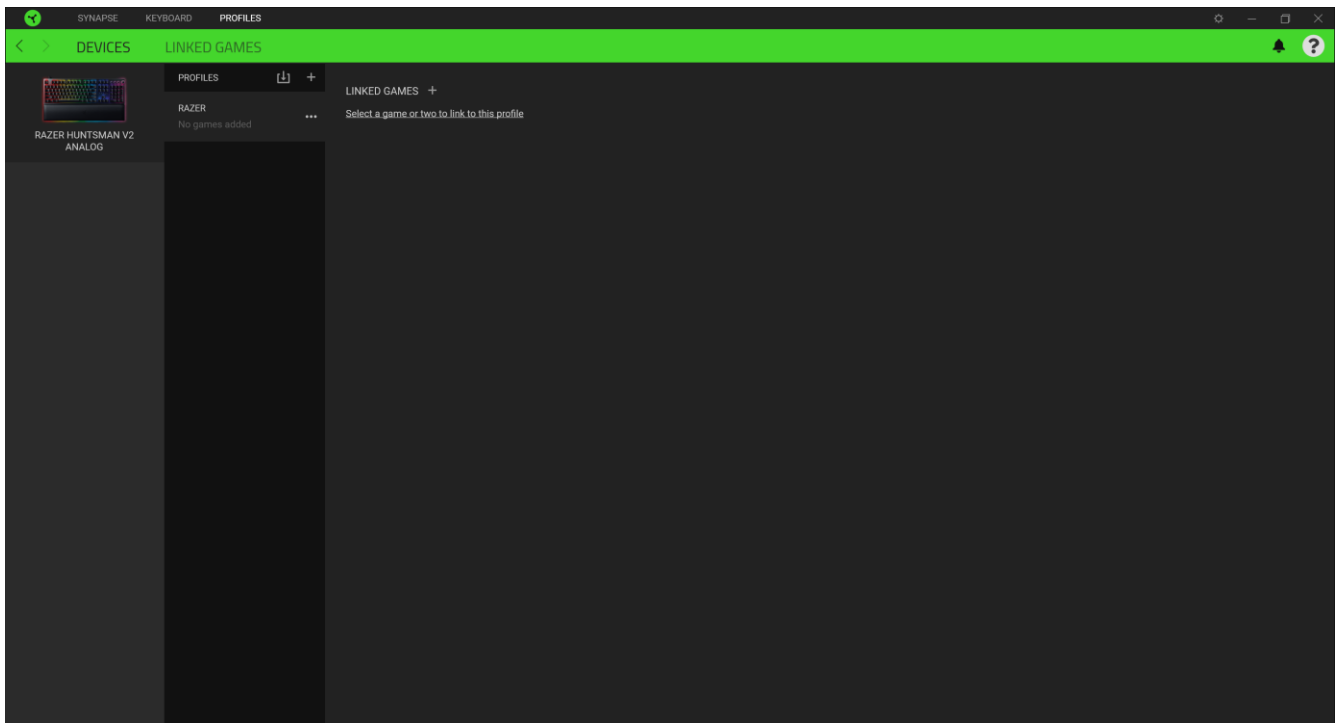 SYNAPSE KEYBOARD PROFILES
DEVICES LINKED GAMES
?
RAZER HUNTSMAN V2
ANALOG
PROFILES
RAZER
No games added
LINKED GAMES +
Select a game or two to link to this profile